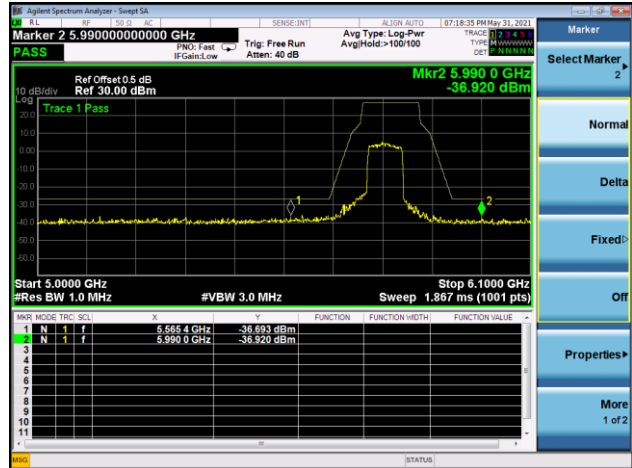 Agilent Spectrum Analyzer - Swept SA
RL RF 50 Ω AC SENSE:INT ALIGN AUTO 07:18:35 PM May 31, 2021
Marker 2 5.990000000000 GHz
PASS
PNO: Fast
IFGain:Low
Trig: Free Run
Atten: 40 dB
Avg Type: Log-Pwr
Avg|Hold:>100/100
TRACE 1 2 3 4 5 6
TYPE M W W W W W
DET P N N N N N
Ref Offset 0.5 dB
10 dB/div Ref 30.00 dBm
Mkr2 5.990 0 GHz
-36.920 dBm
Log
Trace 1 Pass
20.0
10.0
0.00
-10.0
-20.0
-30.0
-40.0
-50.0
-60.0
1
2
Start 5.0000 GHz
Stop 6.1000 GHz
#Res BW 1.0 MHz #VBW 3.0 MHz Sweep 1.867 ms (1001 pts)
MKR MODE TRC SCL X Y FUNCTION FUNCTION WIDTH FUNCTION VALUE
1 N 1 f 5.565 4 GHz -36.693 dBm
2 N 1 f 5.990 0 GHz -36.920 dBm
3
4
5
6
7
8
9
10
11
MSG STATUS
Marker
Select Marker
2
Normal
Delta
Fixed
Off
Properties
More
1 of 2